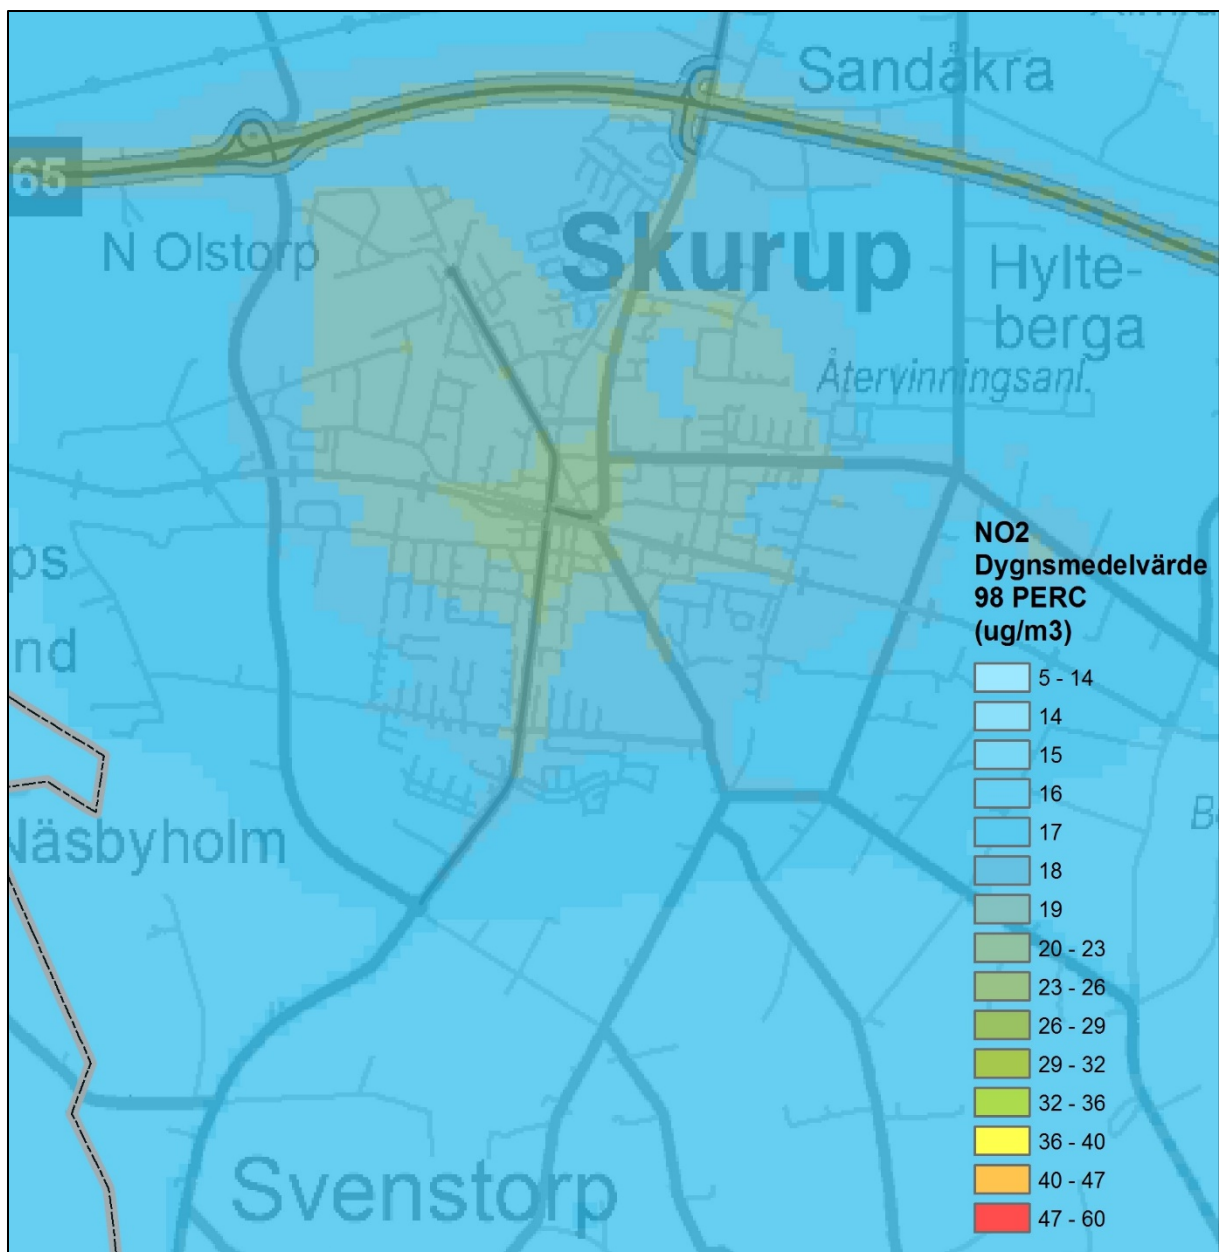 Sandåkra
65
N Olstorp
Skurup
Hylte-
berga
Återvinningsanl.
ps
nd
Näsbyholm
Svenstorp
NO2
Dygnsmedelvärde
98 PERC
(ug/m3)
5 - 14
14
15
16
17
18
19
20 - 23
23 - 26
26 - 29
29 - 32
32 - 36
36 - 40
40 - 47
47 - 60